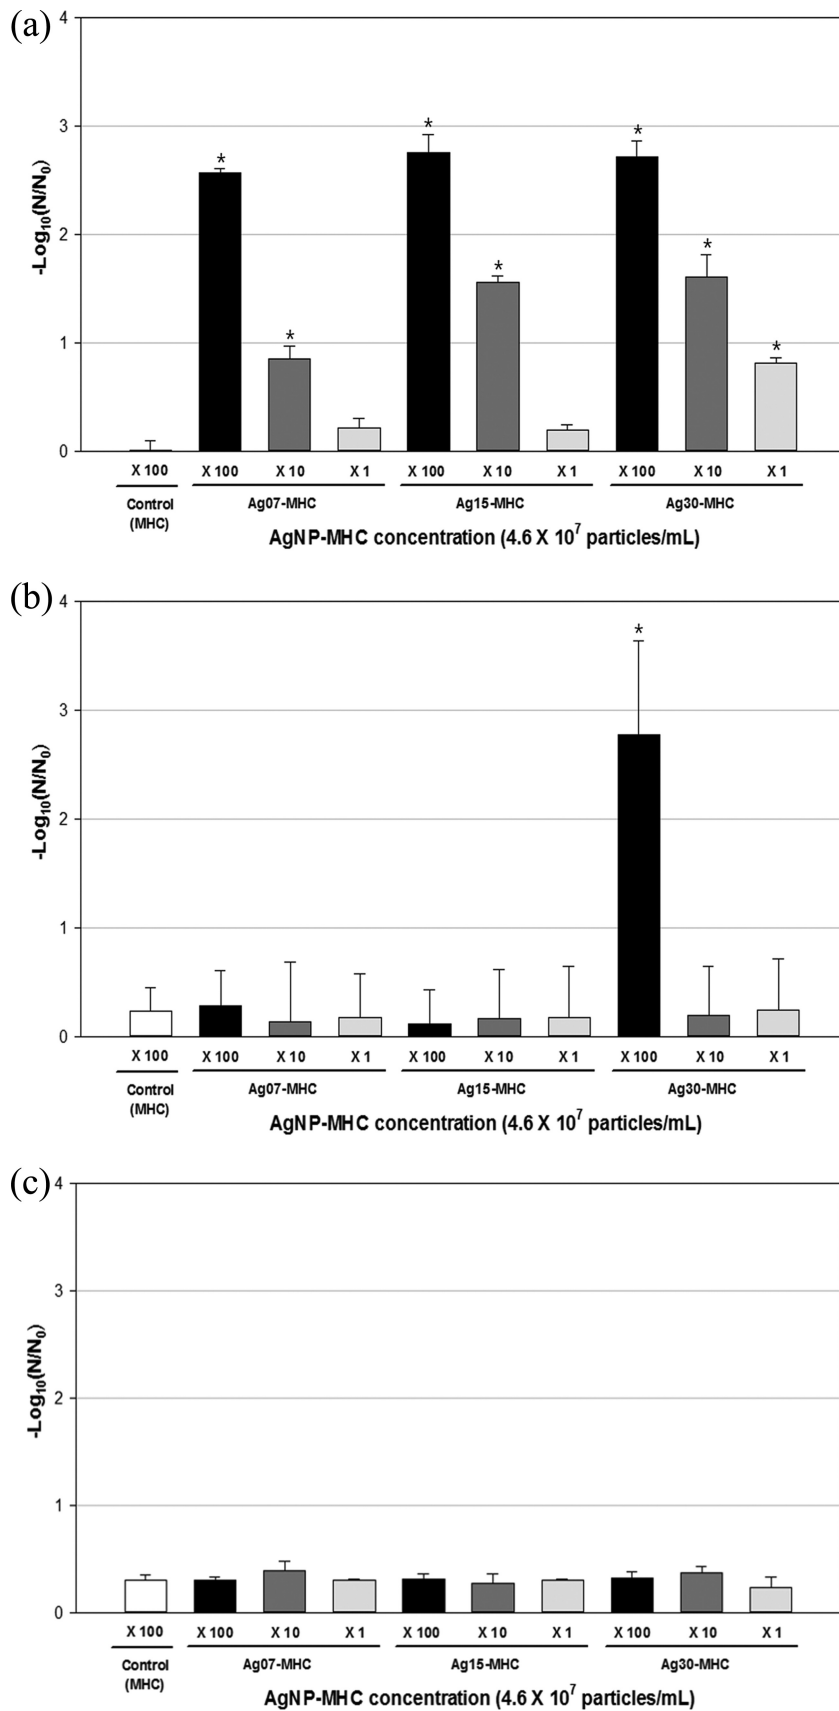 (a)
4
3
2
1
0
-Log10(N/N0)
* * * * * * *
X 100 X 100 X 10 X 1 X 100 X 10 X 1 X 100 X 10 X 1
Control (MHC) Ag07-MHC Ag15-MHC Ag30-MHC
AgNP-MHC concentration (4.6 X 10^7 particles/mL)
(b)
4
3
2
1
0
-Log10(N/N0)
*
X 100 X 100 X 10 X 1 X 100 X 10 X 1 X 100 X 10 X 1
Control (MHC) Ag07-MHC Ag15-MHC Ag30-MHC
AgNP-MHC concentration (4.6 X 10^7 particles/mL)
(c)
4
3
2
1
0
-Log10(N/N0)
X 100 X 100 X 10 X 1 X 100 X 10 X 1 X 100 X 10 X 1
Control (MHC) Ag07-MHC Ag15-MHC Ag30-MHC
AgNP-MHC concentration (4.6 X 10^7 particles/mL)